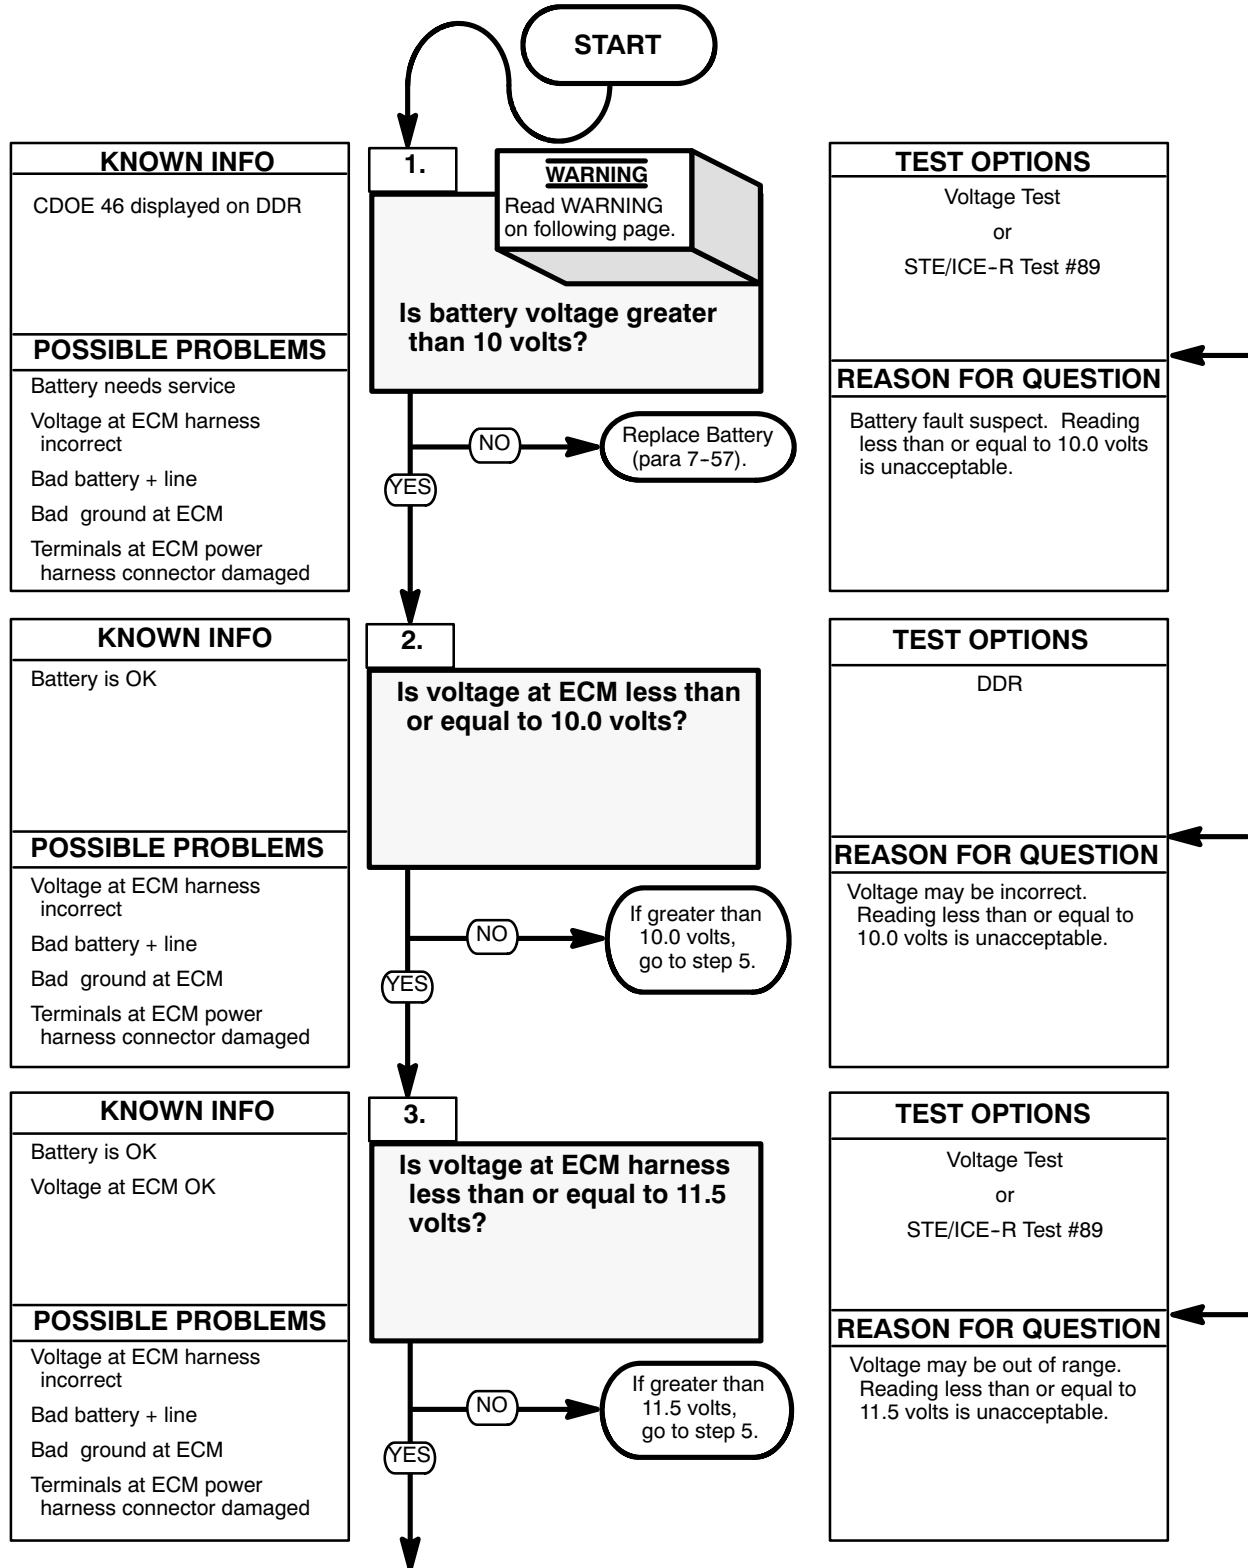 START
KNOWN INFO
CDOE 46 displayed on DDR
POSSIBLE PROBLEMS
Battery needs service
Voltage at ECM harness
incorrect
Bad battery + line
Bad ground at ECM
Terminals at ECM power
harness connector damaged
1.
WARNING
Read WARNING
on following page.
Is battery voltage greater
than 10 volts?
NO
Replace Battery
(para 7-57).
YES
TEST OPTIONS
Voltage Test
or
STE/ICE-R Test #89
REASON FOR QUESTION
Battery fault suspect. Reading
less than or equal to 10.0 volts
is unacceptable.
KNOWN INFO
Battery is OK
POSSIBLE PROBLEMS
Voltage at ECM harness
incorrect
Bad battery + line
Bad ground at ECM
Terminals at ECM power
harness connector damaged
2.
Is voltage at ECM less than
or equal to 10.0 volts?
NO
If greater than
10.0 volts,
go to step 5.
YES
TEST OPTIONS
DDR
REASON FOR QUESTION
Voltage may be incorrect.
Reading less than or equal to
10.0 volts is unacceptable.
KNOWN INFO
Battery is OK
Voltage at ECM OK
POSSIBLE PROBLEMS
Voltage at ECM harness
incorrect
Bad battery + line
Bad ground at ECM
Terminals at ECM power
harness connector damaged
3.
Is voltage at ECM harness
less than or equal to 11.5
volts?
NO
If greater than
11.5 volts,
go to step 5.
YES
TEST OPTIONS
Voltage Test
or
STE/ICE-R Test #89
REASON FOR QUESTION
Voltage may be out of range.
Reading less than or equal to
11.5 volts is unacceptable.